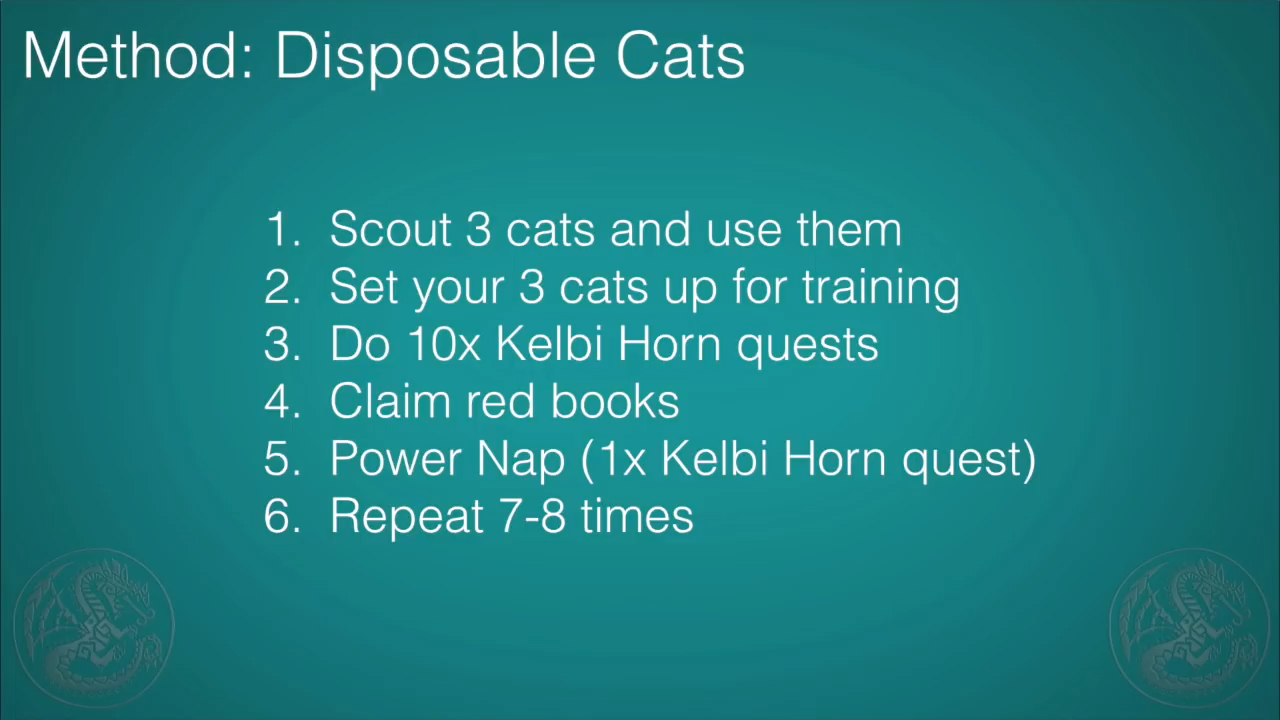 Method: Disposable Cats
1. Scout 3 cats and use them
2. Set your 3 cats up for training
3. Do 10x Kelbi Horn quests
4. Claim red books
5. Power Nap (1x Kelbi Horn quest)
6. Repeat 7-8 times